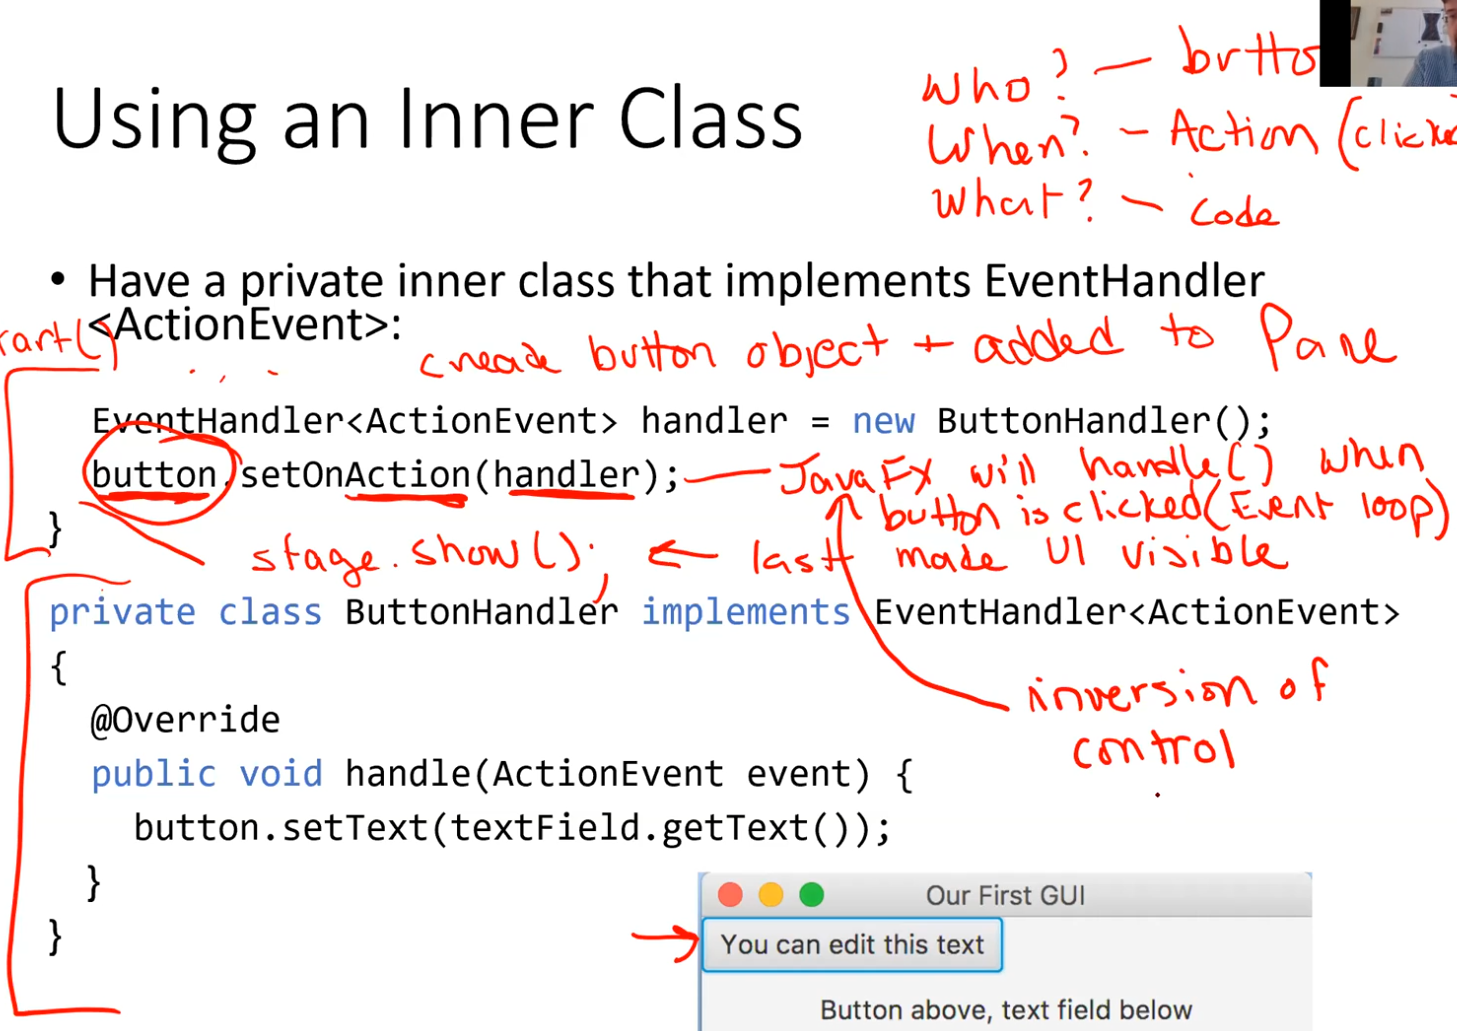 Using an Inner Class
Who? — butto
When? — Action (clicke
What? — code
• Have a private inner class that implements EventHandler
<ActionEvent>:
tart()
... create button object + added to Pane
EventHandler<ActionEvent> handler = new ButtonHandler();
button.setOnAction(handler); — JavaFX will handle() when
button is clicked (Event loop)
}
stage.show(); ← last made UI visible
private class ButtonHandler implements EventHandler<ActionEvent>
{
inversion of
control
@Override
public void handle(ActionEvent event) {
button.setText(textField.getText());
}
}
Our First GUI
You can edit this text
Button above, text field below